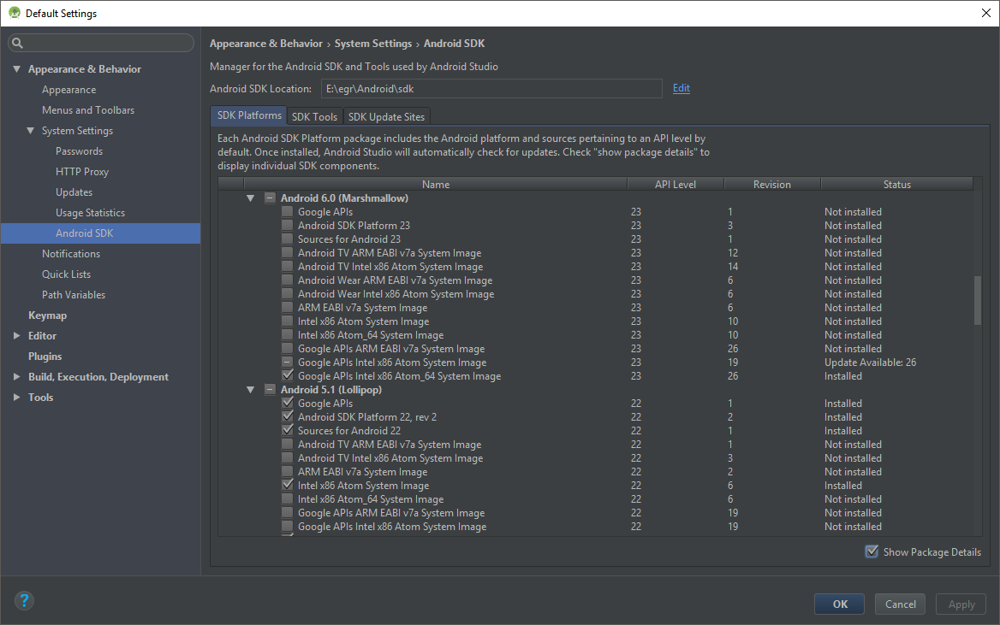 Default Settings
Appearance & Behavior
Appearance
Menus and Toolbars
System Settings
Passwords
HTTP Proxy
Updates
Usage Statistics
Android SDK
Notifications
Quick Lists
Path Variables
Keymap
Editor
Plugins
Build, Execution, Deployment
Tools
Appearance & Behavior › System Settings › Android SDK
Manager for the Android SDK and Tools used by Android Studio
Android SDK Location: E:\egr\Android\sdk Edit
SDK Platforms SDK Tools SDK Update Sites
Each Android SDK Platform package includes the Android platform and sources pertaining to an API level by
default. Once installed, Android Studio will automatically check for updates. Check "show package details" to
display individual SDK components.
Name API Level Revision Status
Android 6.0 (Marshmallow)
Google APIs 23 1 Not installed
Android SDK Platform 23 23 3 Not installed
Sources for Android 23 23 1 Not installed
Android TV ARM EABI v7a System Image 23 12 Not installed
Android TV Intel x86 Atom System Image 23 14 Not installed
Android Wear ARM EABI v7a System Image 23 6 Not installed
Android Wear Intel x86 Atom System Image 23 6 Not installed
ARM EABI v7a System Image 23 6 Not installed
Intel x86 Atom System Image 23 10 Not installed
Intel x86 Atom_64 System Image 23 10 Not installed
Google APIs ARM EABI v7a System Image 23 26 Not installed
Google APIs Intel x86 Atom System Image 23 19 Update Available: 26
Google APIs Intel x86 Atom_64 System Image 23 26 Installed
Android 5.1 (Lollipop)
Google APIs 22 1 Installed
Android SDK Platform 22, rev 2 22 2 Installed
Sources for Android 22 22 1 Installed
Android TV ARM EABI v7a System Image 22 1 Not installed
Android TV Intel x86 Atom System Image 22 3 Not installed
ARM EABI v7a System Image 22 2 Not installed
Intel x86 Atom System Image 22 6 Installed
Intel x86 Atom_64 System Image 22 6 Not installed
Google APIs ARM EABI v7a System Image 22 19 Not installed
Google APIs Intel x86 Atom System Image 22 19 Not installed
Show Package Details
? OK Cancel Apply